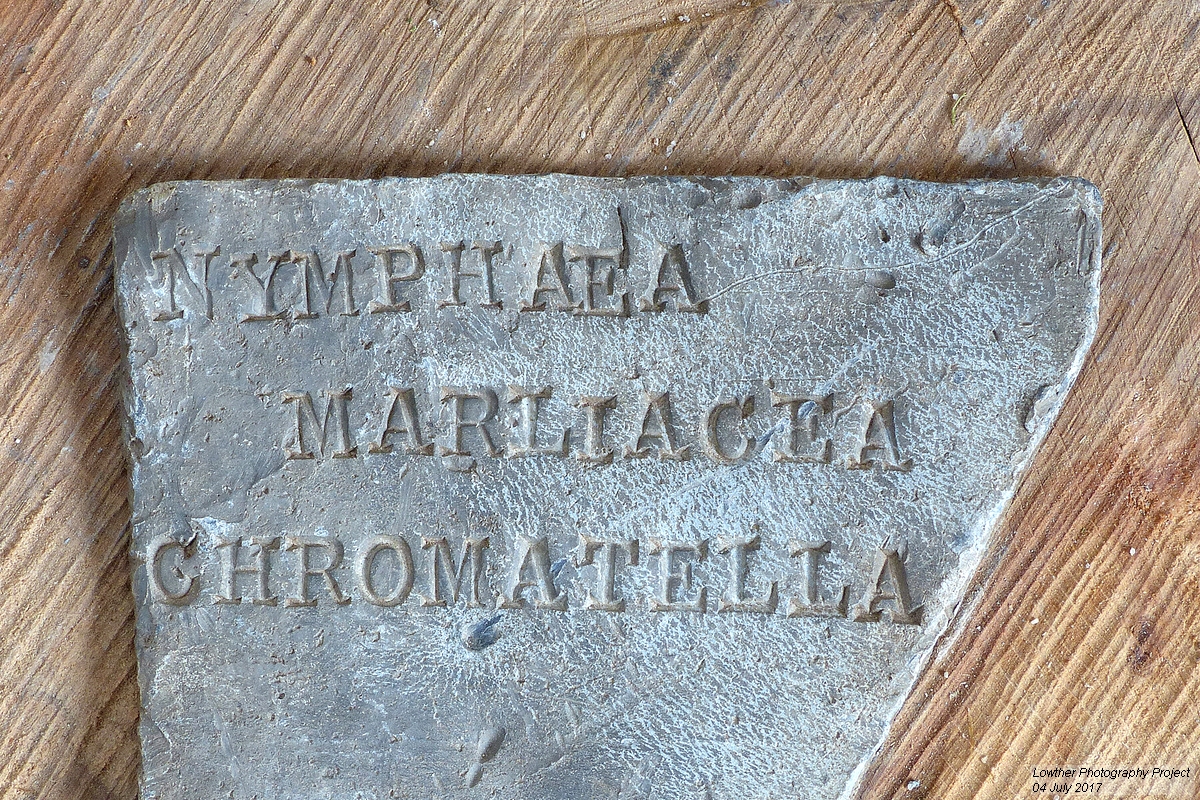 NYMPHAEA
MARLIACEA
CHROMATELLA
Lowther Photography Project
04 July 2017